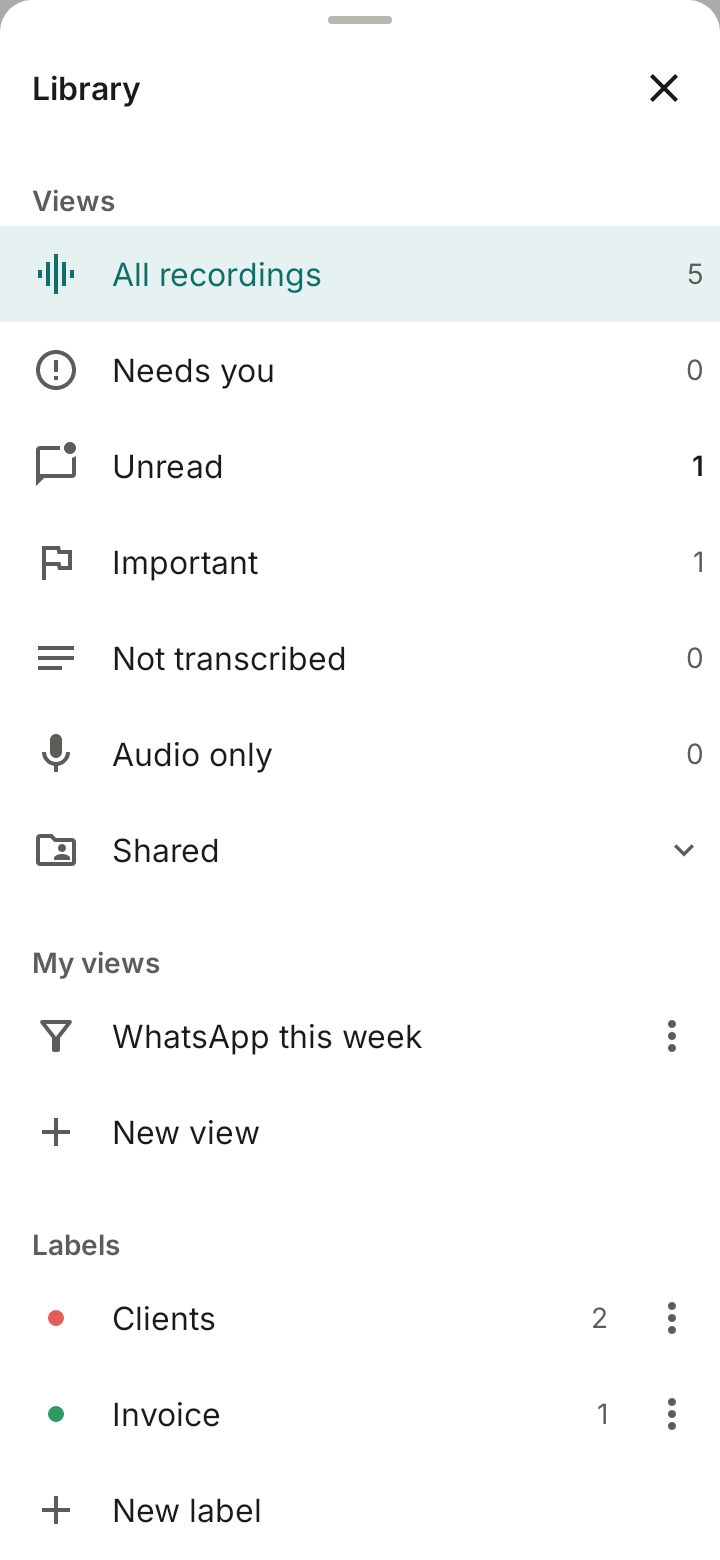 Library
Views
All recordings 5
Needs you 0
Unread 1
Important 1
Not transcribed 0
Audio only 0
Shared
My views
WhatsApp this week
New view
Labels
Clients 2
Invoice 1
New label